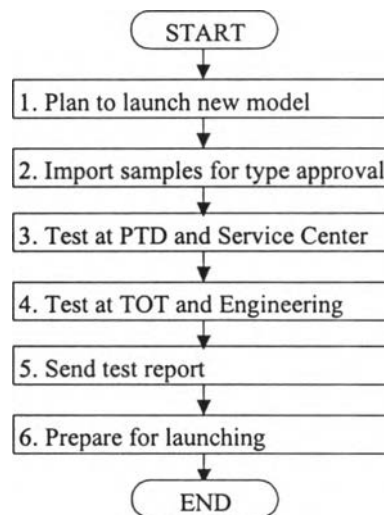 START
1. Plan to launch new model
2. Import samples for type approval
3. Test at PTD and Service Center
4. Test at TOT and Engineering
5. Send test report
6. Prepare for launching
END